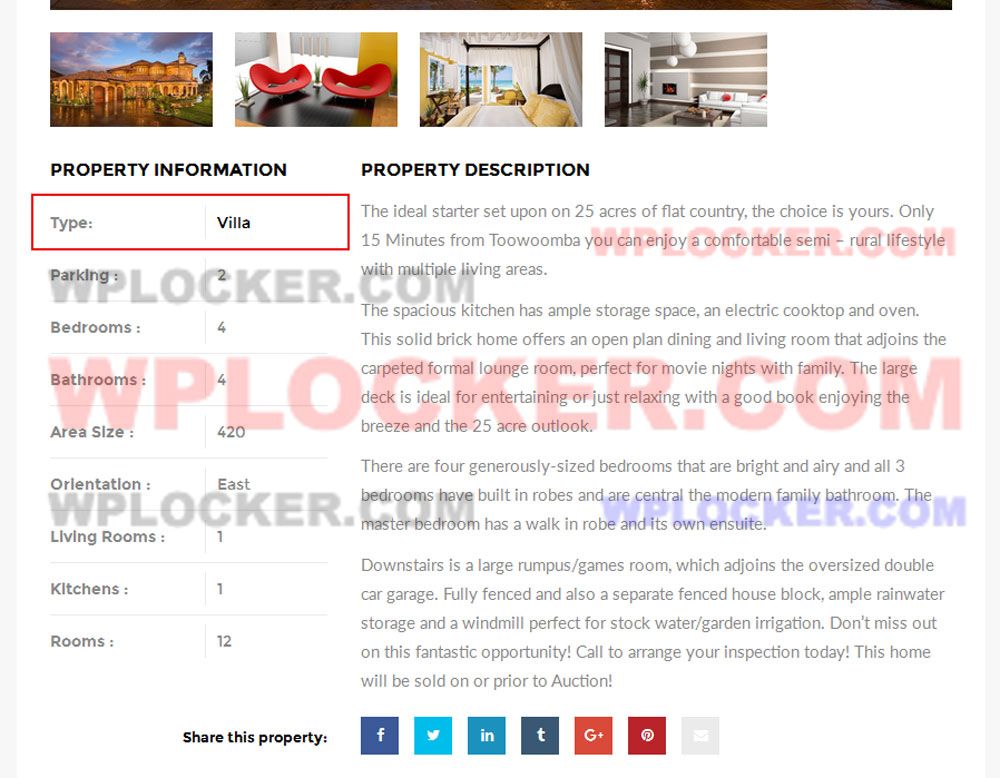 PROPERTY INFORMATION
Type: Villa
Parking : 2
Bedrooms : 4
Bathrooms : 4
Area Size : 420
Orientation : East
Living Rooms : 1
Kitchens : 1
Rooms : 12
PROPERTY DESCRIPTION
The ideal starter set upon on 25 acres of flat country, the choice is yours. Only
15 Minutes from Toowoomba you can enjoy a comfortable semi – rural lifestyle
with multiple living areas.
The spacious kitchen has ample storage space, an electric cooktop and oven.
This solid brick home offers an open plan dining and living room that adjoins the
carpeted formal lounge room, perfect for movie nights with family. The large
deck is ideal for entertaining or just relaxing with a good book enjoying the
breeze and the 25 acre outlook.
There are four generously-sized bedrooms that are bright and airy and all 3
bedrooms have built in robes and are central the modern family bathroom. The
master bedroom has a walk in robe and its own ensuite.
Downstairs is a large rumpus/games room, which adjoins the oversized double
car garage. Fully fenced and also a separate fenced house block, ample rainwater
storage and a windmill perfect for stock water/garden irrigation. Don’t miss out
on this fantastic opportunity! Call to arrange your inspection today! This home
will be sold on or prior to Auction!
Share this property:
f
in
t
G+
WPLOCKER.COM
WPLOCKER.COM
WPLOCKER.COM
WPLOCKER.COM
WPLOCKER.COM